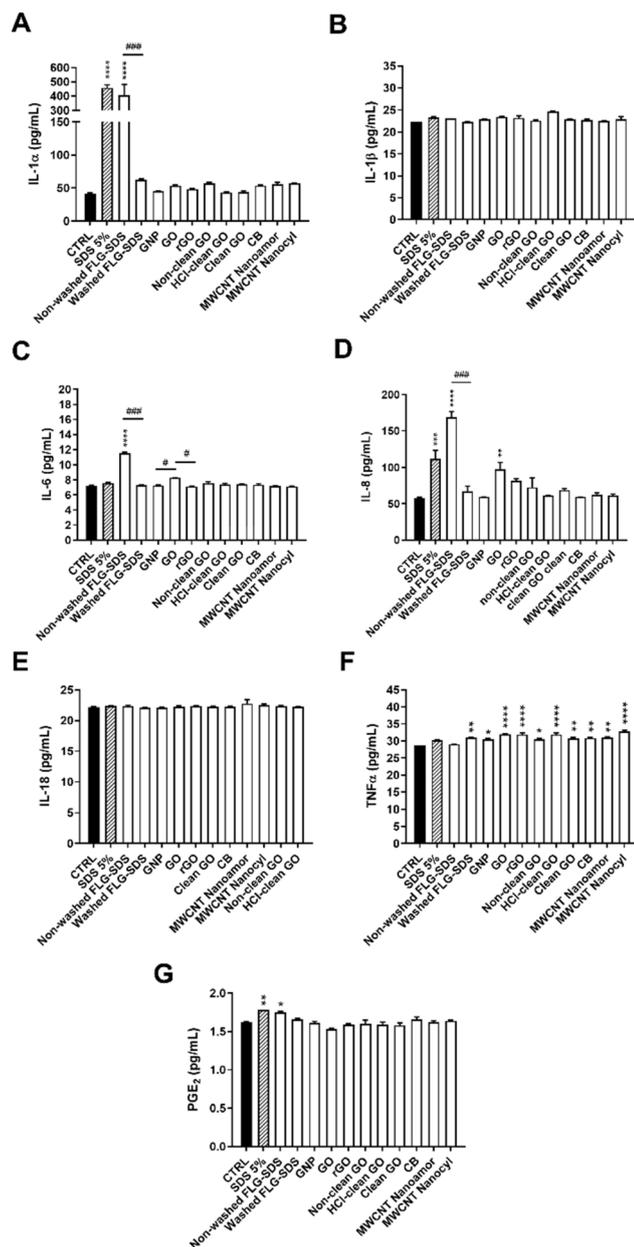 A
B
###
****
****
500
400
300
200
100
150
100
50
0
IL-1α (pg/mL)
CTRL
SDS 5%
Non-washed FLG-SDS
Washed FLG-SDS
GNP
GO
rGO
Non-clean GO
HCl-clean GO
Clean GO
CB
MWCNT Nanoamor
MWCNT Nanocyl
40
30
20
10
0
IL-1β (pg/mL)
CTRL
SDS 5%
Non-washed FLG-SDS
Washed FLG-SDS
GNP
GO
rGO
Non-clean GO
HCl-clean GO
Clean GO
CB
MWCNT Nanoamor
MWCNT Nanocyl
C
D
20
18
16
14
12
10
8
6
4
2
0
IL-6 (pg/mL)
###
****
#
#
CTRL
SDS 5%
Non-washed FLG-SDS
Washed FLG-SDS
GNP
GO
rGO
Non-clean GO
HCl-clean GO
Clean GO
CB
MWCNT Nanoamor
MWCNT Nanocyl
200
150
100
50
0
IL-8 (pg/mL)
###
***
****
**
CTRL
SDS 5%
Non-washed FLG-SDS
Washed FLG-SDS
GNP
GO
rGO
non-clean GO
HCl-clean GO
clean GO clean
CB
MWCNT Nanoamor
MWCNT Nanocyl
E
F
25
20
15
10
5
0
IL-18 (pg/mL)
CTRL
SDS 5%
Non-washed FLG-SDS
Washed FLG-SDS
GNP
GO
rGO
Clean GO
CB
MWCNT Nanoamor
MWCNT Nanocyl
Non-clean GO
HCl-clean GO
45
40
35
30
25
20
15
10
5
0
TNFα (pg/mL)
**
*
****
****
*
****
**
**
**
****
CTRL
SDS 5%
Non-washed FLG-SDS
Washed FLG-SDS
GNP
GO
rGO
Non-clean GO
HCl-clean GO
Clean GO
CB
MWCNT Nanoamor
MWCNT Nanocyl
G
2.0
1.5
1.0
0.5
0.0
PGE₂ (pg/mL)
**
*
CTRL
SDS 5%
Non-washed FLG-SDS
Washed FLG-SDS
GNP
GO
rGO
Non-clean GO
HCl-clean GO
Clean GO
CB
MWCNT Nanoamor
MWCNT Nanocyl